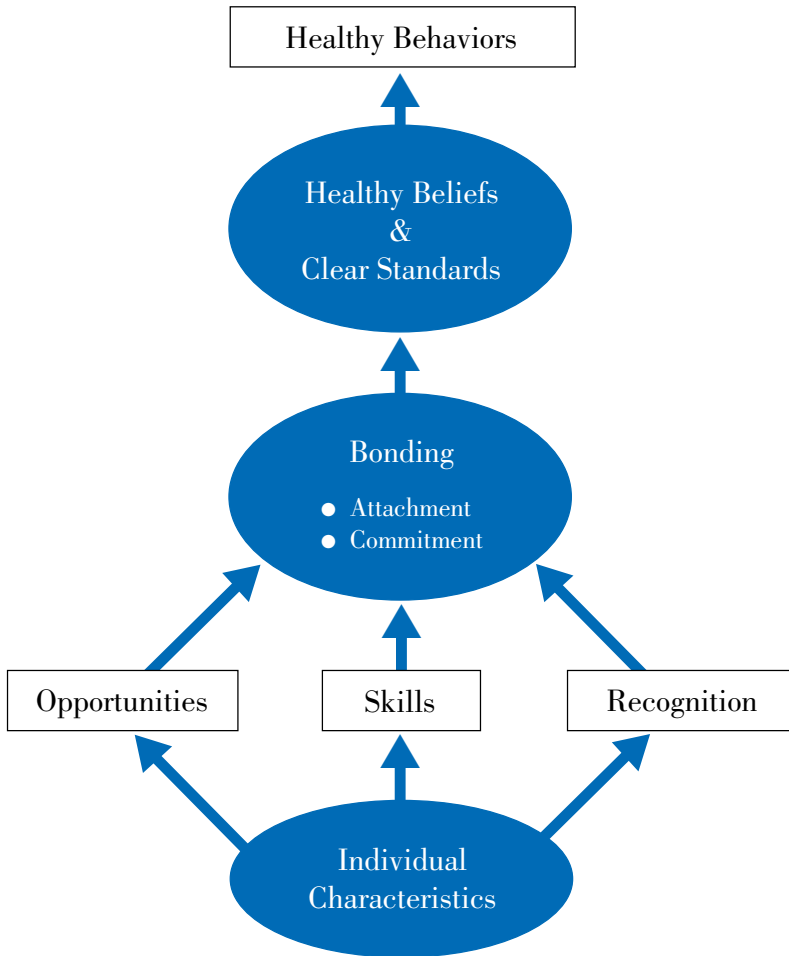 Healthy Behaviors
Healthy Beliefs
&
Clear Standards
Bonding
● Attachment
● Commitment
Opportunities
Skills
Recognition
Individual
Characteristics